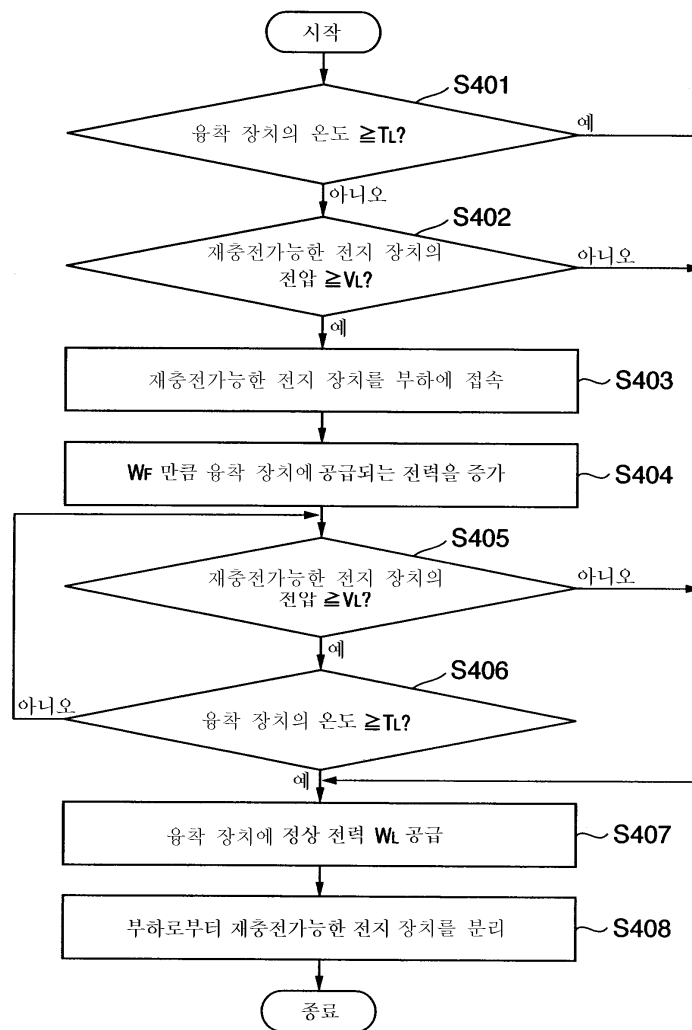 시작
S401
융착 장치의 온도 ≧TL?
예
아니오
S402
재충전가능한 전지 장치의
전압 ≧VL?
아니오
예
재충전가능한 전지 장치를 부하에 접속
S403
WF 만큼 융착 장치에 공급되는 전력을 증가
S404
S405
재충전가능한 전지 장치의
전압 ≧VL?
아니오
예
S406
아니오
융착 장치의 온도 ≧TL?
예
융착 장치에 정상 전력 WL 공급
S407
부하로부터 재충전가능한 전지 장치를 분리
S408
종료